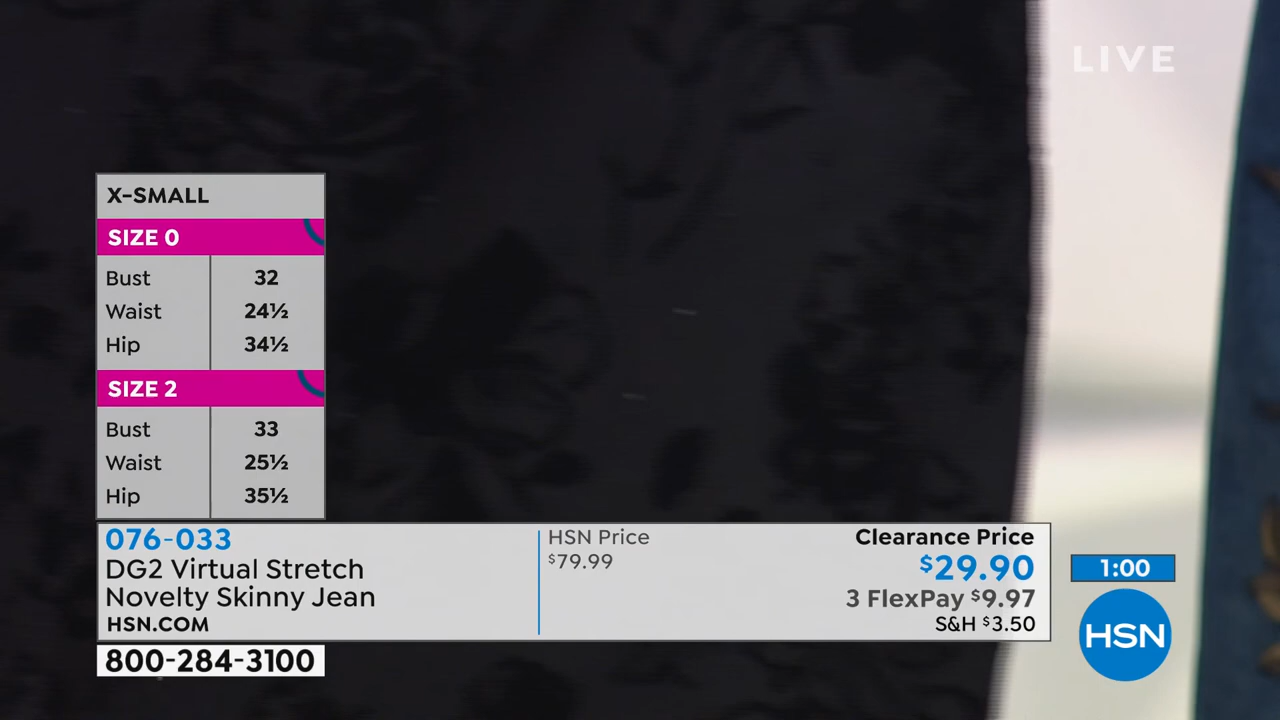 LIVE
X-SMALL
SIZE 0
Bust 32
Waist 24½
Hip 34½
SIZE 2
Bust 33
Waist 25½
Hip 35½
076-033
DG2 Virtual Stretch
Novelty Skinny Jean
HSN.COM
HSN Price
$79.99
Clearance Price
$29.90
3 FlexPay $9.97
S&H $3.50
1:00
HSN
800-284-3100